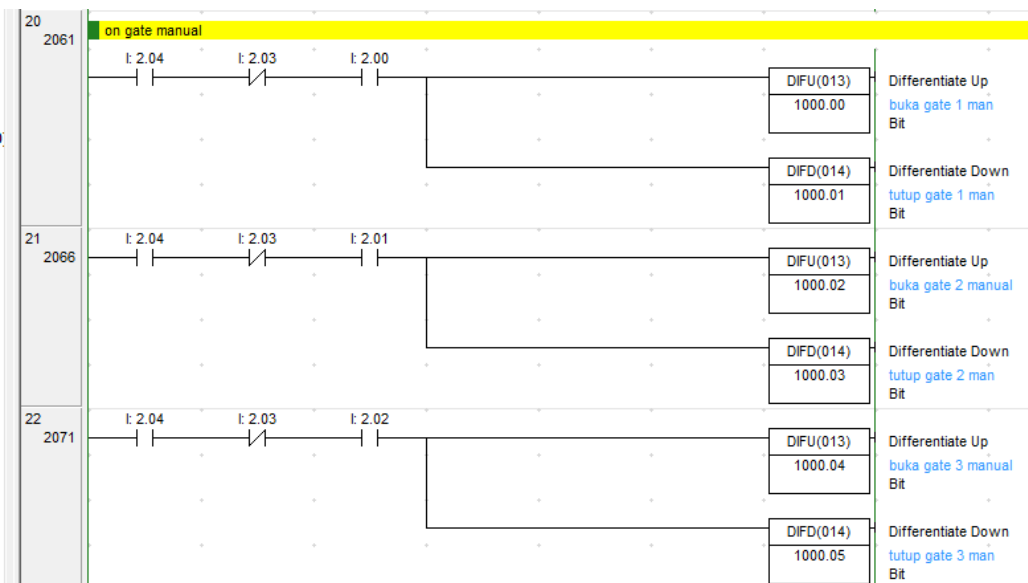 20
2061
on gate manual
I: 2.04
I: 2.03
I: 2.00
DIFU(013)
1000.00
Differentiate Up
buka gate 1 man
Bit
DIFD(014)
1000.01
Differentiate Down
tutup gate 1 man
Bit
21
2066
I: 2.04
I: 2.03
I: 2.01
DIFU(013)
1000.02
Differentiate Up
buka gate 2 manual
Bit
DIFD(014)
1000.03
Differentiate Down
tutup gate 2 man
Bit
22
2071
I: 2.04
I: 2.03
I: 2.02
DIFU(013)
1000.04
Differentiate Up
buka gate 3 manual
Bit
DIFD(014)
1000.05
Differentiate Down
tutup gate 3 man
Bit